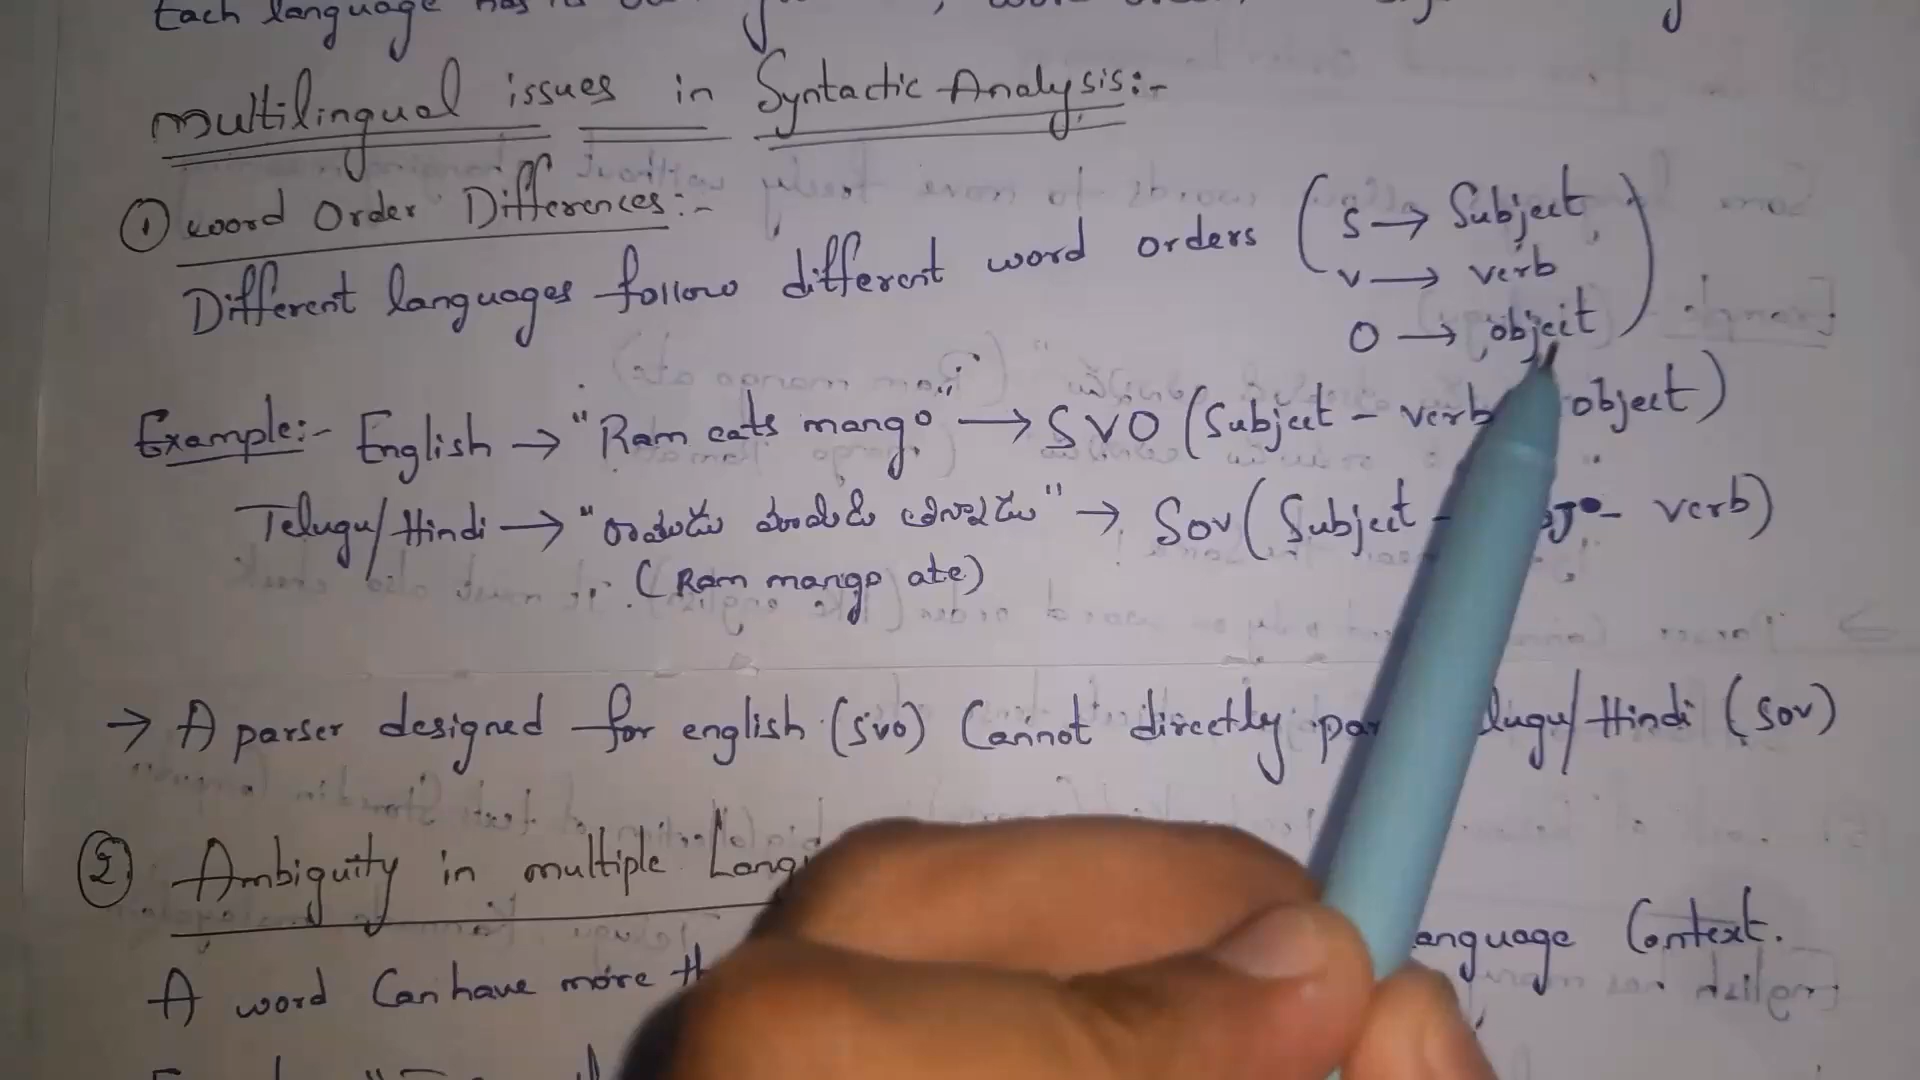 Each language has
Multilingual issues in Syntactic Analysis:-
① Word Order Differences:-
Different languages follow different word orders (S → Subject
V → verb
O → object)
Example:- English → "Ram eats mango" → SVO (Subject - verb object)
Telugu/Hindi → "రాముడు మామిడి తిన్నాడు" → SOV (Subject - - verb)
(Ram mango ate)
→ A parser designed for english (SVO) Cannot directly Hindi (SOV)
② Ambiguity in multiple
A word Can have more Context.